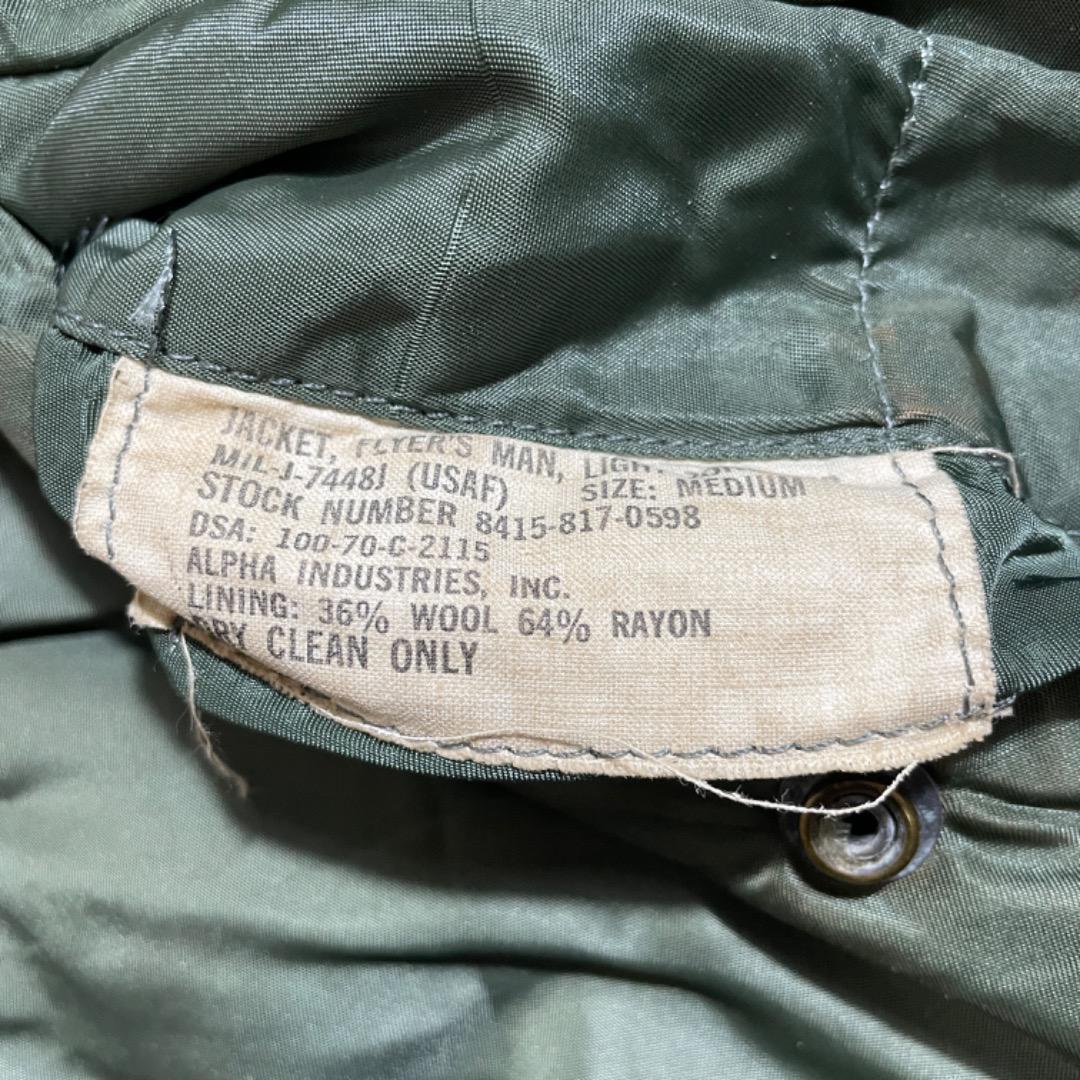 JACKET, FLYER'S MAN,
MIL-J-7448J (USAF) SIZE: MEDIUM
STOCK NUMBER 8415-817-0598
DSA: 100-70-C-2115
ALPHA INDUSTRIES, INC.
LINING: 36% WOOL 64% RAYON
DRY CLEAN ONLY